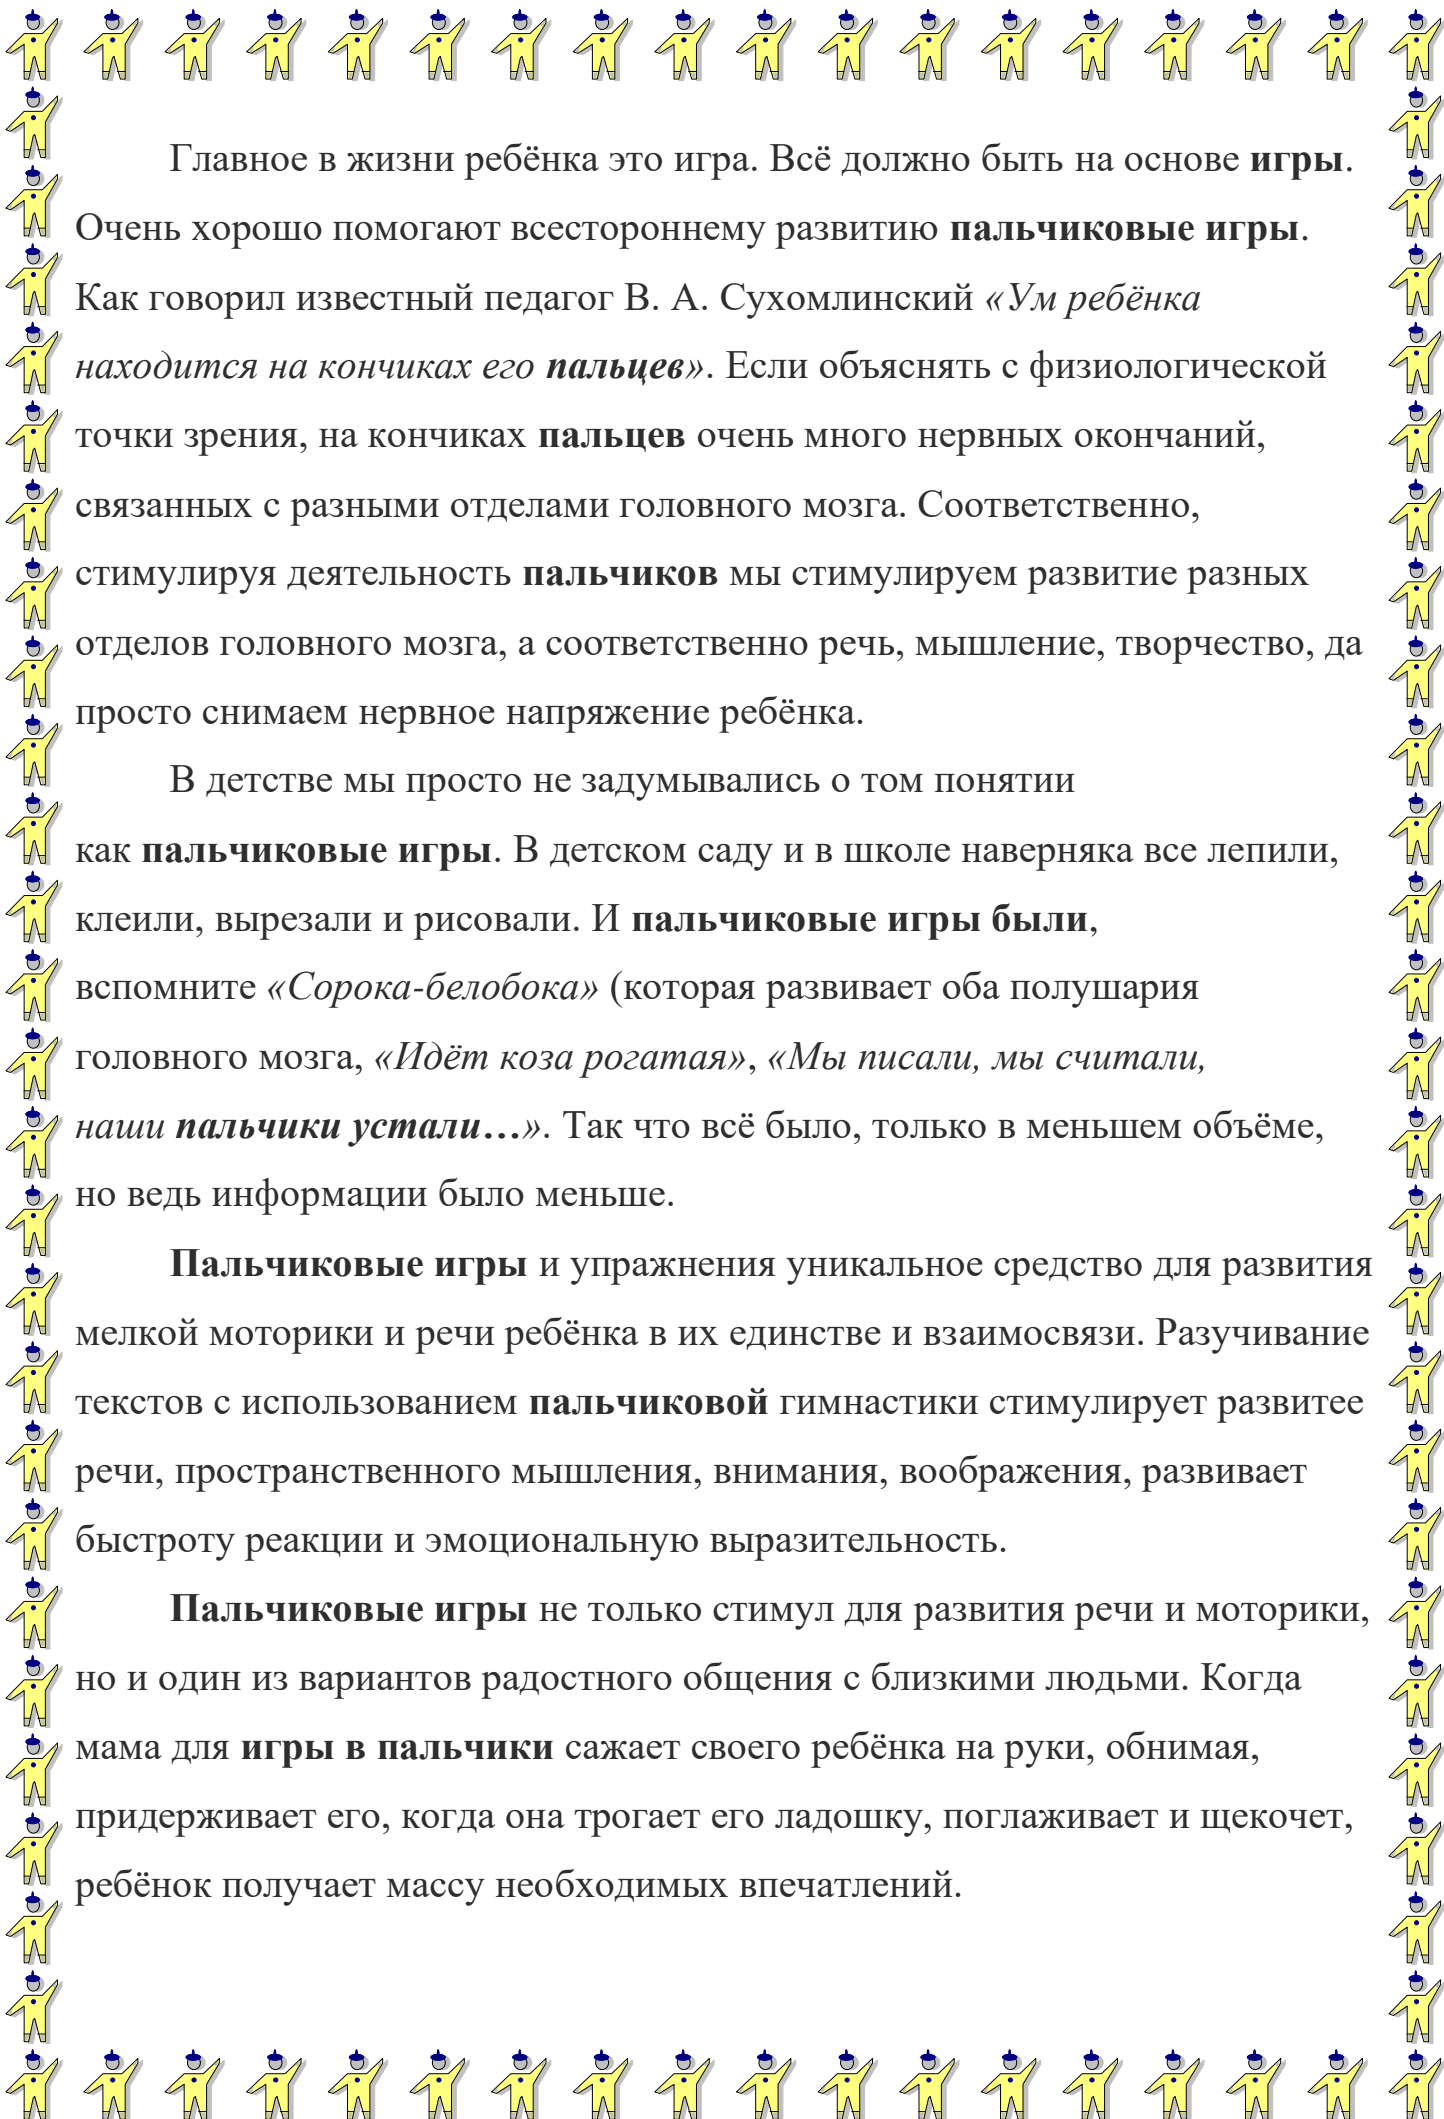 Главное в жизни ребёнка это игра. Всё должно быть на основе игры.
Очень хорошо помогают всестороннему развитию пальчиковые игры.
Как говорил известный педагог В. А. Сухомлинский «Ум ребёнка
находится на кончиках его пальцев». Если объяснять с физиологической
точки зрения, на кончиках пальцев очень много нервных окончаний,
связанных с разными отделами головного мозга. Соответственно,
стимулируя деятельность пальчиков мы стимулируем развитие разных
отделов головного мозга, а соответственно речь, мышление, творчество, да
просто снимаем нервное напряжение ребёнка.
В детстве мы просто не задумывались о том понятии
как пальчиковые игры. В детском саду и в школе наверняка все лепили,
клеили, вырезали и рисовали. И пальчиковые игры были,
вспомните «Сорока-белобока» (которая развивает оба полушария
головного мозга, «Идёт коза рогатая», «Мы писали, мы считали,
наши пальчики устали…». Так что всё было, только в меньшем объёме,
но ведь информации было меньше.
Пальчиковые игры и упражнения уникальное средство для развития
мелкой моторики и речи ребёнка в их единстве и взаимосвязи. Разучивание
текстов с использованием пальчиковой гимнастики стимулирует развитее
речи, пространственного мышления, внимания, воображения, развивает
быстроту реакции и эмоциональную выразительность.
Пальчиковые игры не только стимул для развития речи и моторики,
но и один из вариантов радостного общения с близкими людьми. Когда
мама для игры в пальчики сажает своего ребёнка на руки, обнимая,
придерживает его, когда она трогает его ладошку, поглаживает и щекочет,
ребёнок получает массу необходимых впечатлений.